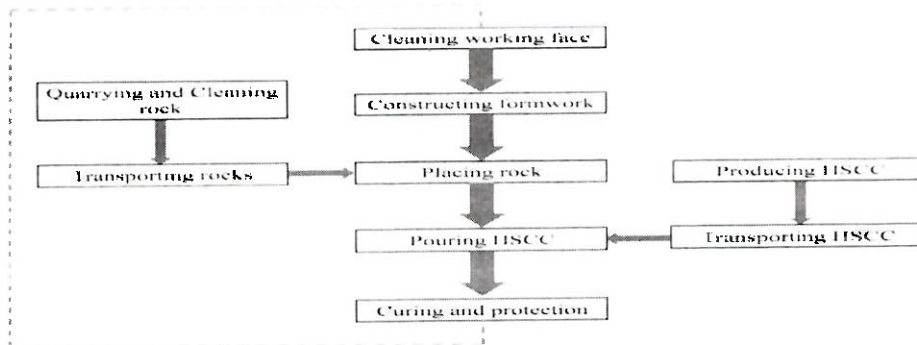 Cleaning working face
Quarrying and Cleaning
rock
Constructing formwork
Transporting rocks
Placing rock
Producing HSCC
Pouring HSCC
Transporting HSCC
Curing and protection